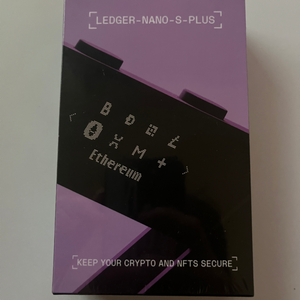 LEDGER-NANO-S-PLUS
Ethereum
KEEP YOUR CRYPTO AND NFTS SECURE